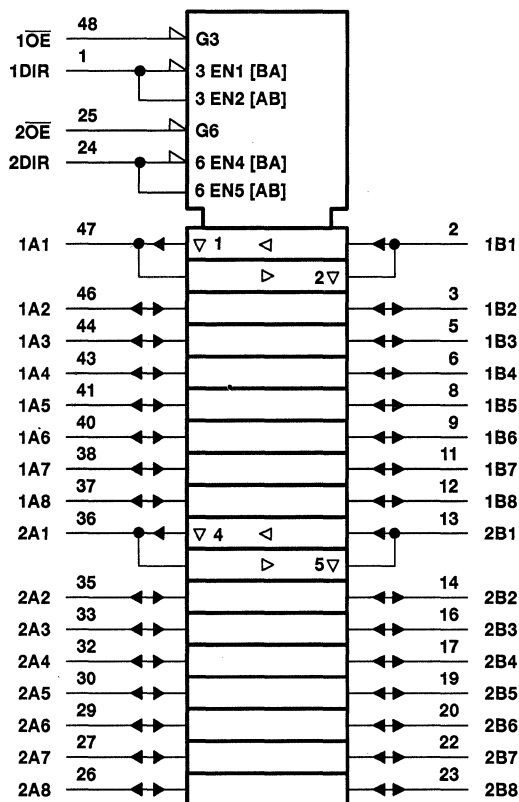 48
1OE G3
1
1DIR 3 EN1 [BA]
3 EN2 [AB]
25
2OE G6
24
2DIR 6 EN4 [BA]
6 EN5 [AB]
47 2
1A1 ▽ 1 ◁ 1B1
▷ 2▽
46 3
1A2 1B2
44 5
1A3 1B3
43 6
1A4 1B4
41 8
1A5 1B5
40 9
1A6 1B6
38 11
1A7 1B7
37 12
1A8 1B8
36 13
2A1 ▽ 4 ◁ 2B1
▷ 5▽
35 14
2A2 2B2
33 16
2A3 2B3
32 17
2A4 2B4
30 19
2A5 2B5
29 20
2A6 2B6
27 22
2A7 2B7
26 23
2A8 2B8